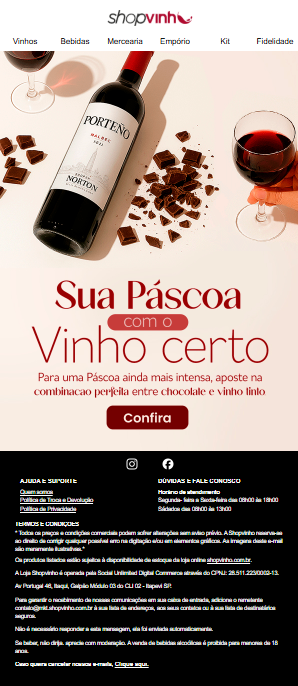 shopvinho
Vinhos Bebidas Mercearia Empório Kit Fidelidade
PORTEÑO
MALBEC
2022
BODEGA
NORTON
Sua Páscoa
com o
Vinho certo
Para uma Páscoa ainda mais intensa, aposte na
combinacao perfeita entre chocolate e vinho tinto
Confira
AJUDA E SUPORTE
Quem somos
Política de Troca e Devolução
Política de Privacidade
DÚVIDAS E FALE CONOSCO
Horário de atendimento
Segunda- feira a Sexta-feira das 08h00 às 18h00
Sábados das 08h00 às 13h00
TERMOS E CONDIÇÕES
* Todos os preços e condições comerciais podem sofrer alterações sem aviso prévio. A Shopvinho reserva-se
ao direito de corrigir qualquer possível erro na digitação e/ou em elementos gráficos. As imagens deste e-mail
são meramente ilustrativas.*
Os produtos listados estão sujeitos à disponibilidade de estoque da loja online shopvinho.com.br.
A Loja Shopvinho é operada pela Social Unlimited Digital Commerce através do CPNJ: 28.511.223/0002-13.
Av Portugal 46, Itaqui, Galpão Módulo 03 do CJ 02 - Itapevi SP.
Para garantir o recebimento de nossas comunicações em sua caixa de entrada, adicione o remetente
contato@mkt.shopvinho.com.br à sua lista de endereços, aos seus contatos ou à sua lista de destinatários
seguros.
Não é necessário responder a esta mensagem, ela foi enviada automaticamente.
Se beber, não dirija. aprecie com moderação. A venda de bebidas alcoólicas é proibida para menores de 18
anos.
Caso queira cancelar nossos e-mails, Clique aqui.